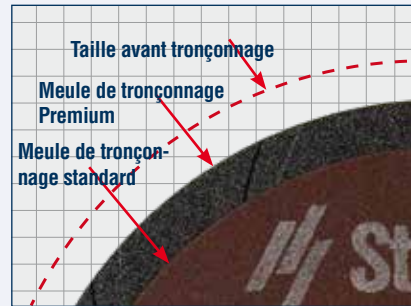 Taille avant tronçonnage
Meule de tronçonnage
Premium
Meule de tronçon-
nage standard
St